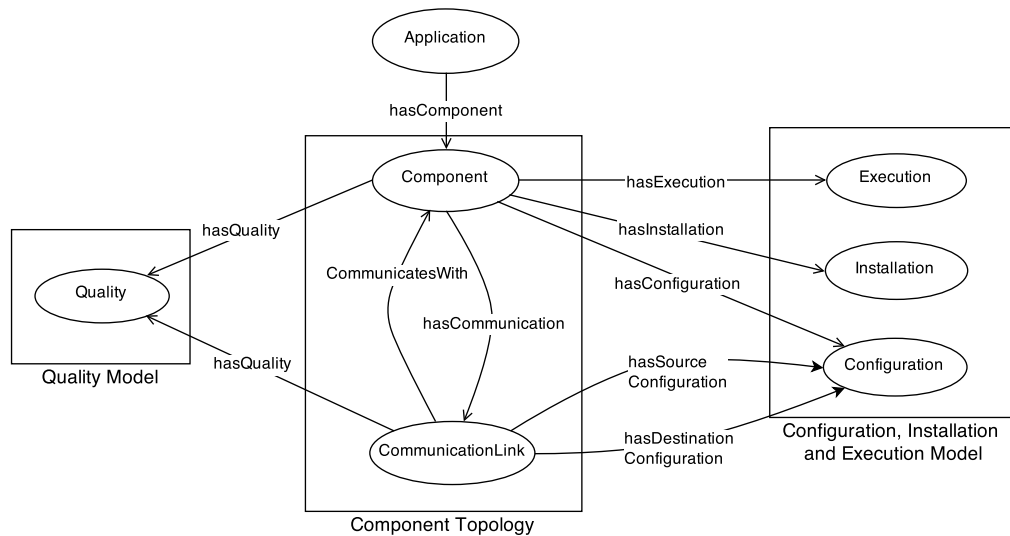 Application
hasComponent
Component
hasExecution
Execution
hasQuality
hasInstallation
Installation
Quality
CommunicatesWith
hasConfiguration
hasCommunication
Quality Model
hasQuality
hasSource
Configuration
Configuration
hasDestination
Configuration
CommunicationLink
Configuration, Installation
and Execution Model
Component Topology